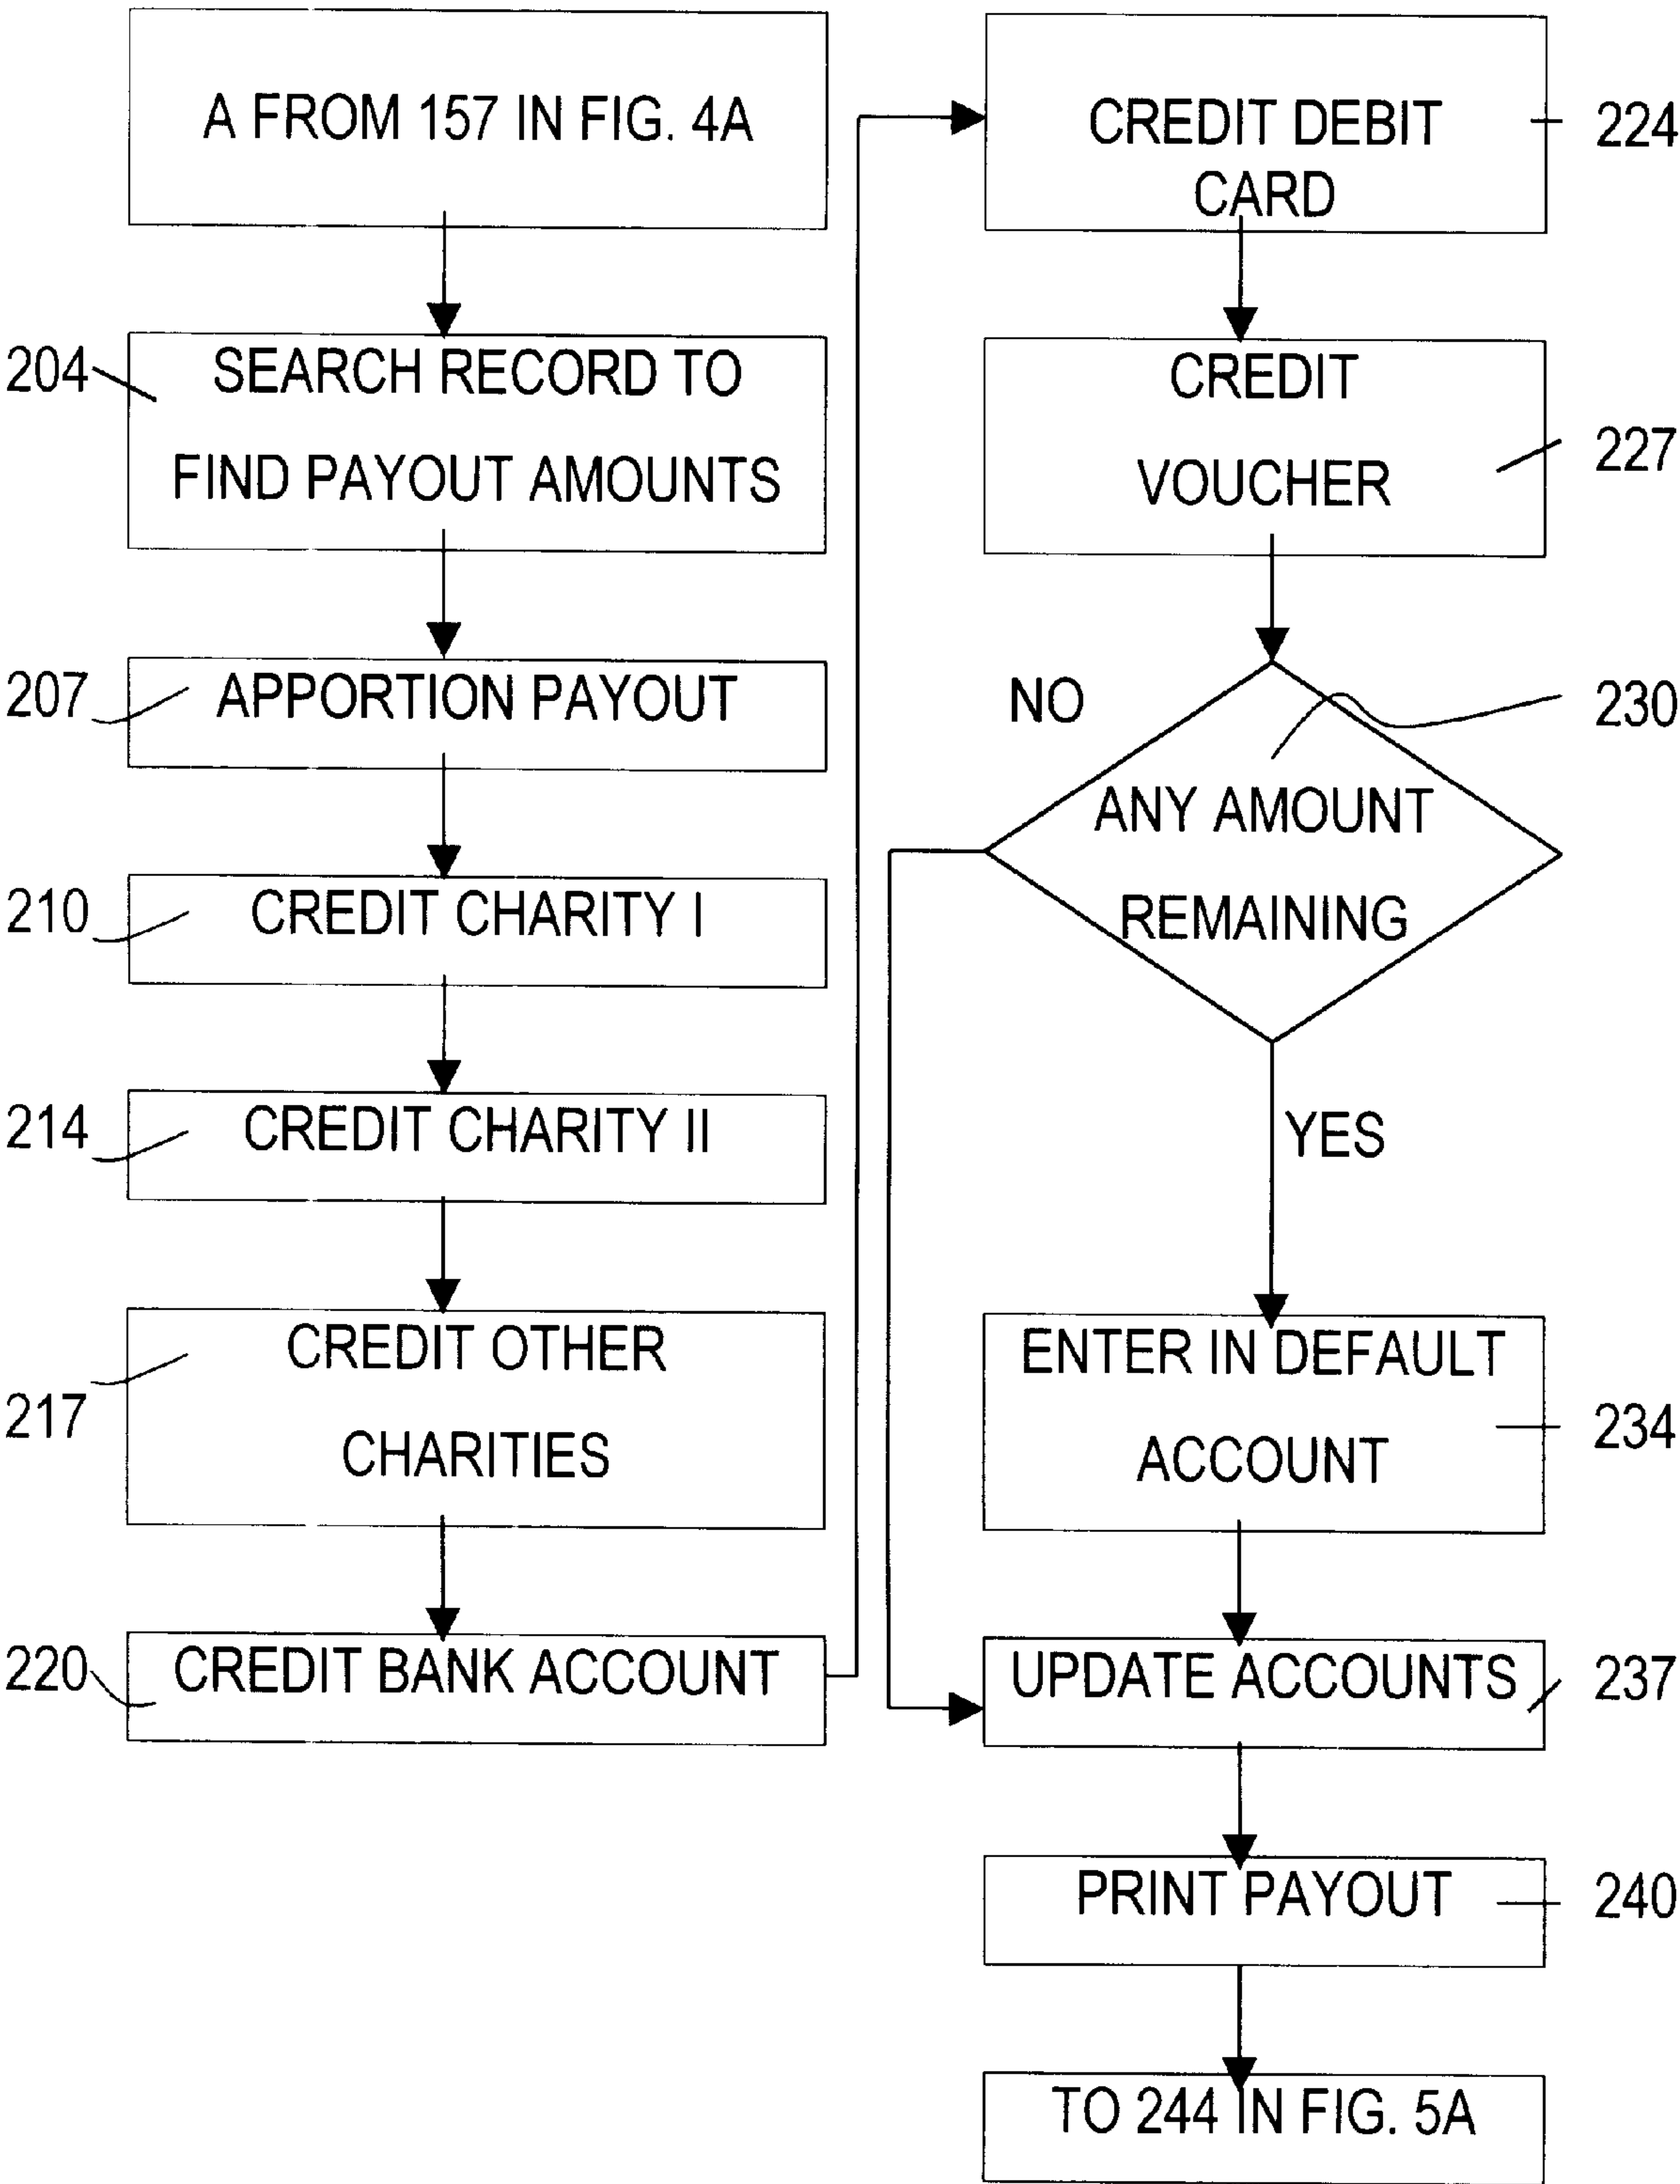 A FROM 157 IN FIG. 4A
204
SEARCH RECORD TO
FIND PAYOUT AMOUNTS
207
APPORTION PAYOUT
210
CREDIT CHARITY I
214
CREDIT CHARITY II
CREDIT OTHER
217
CHARITIES
220
CREDIT BANK ACCOUNT
CREDIT DEBIT
CARD
224
CREDIT
VOUCHER
227
NO
230
ANY AMOUNT
REMAINING
YES
ENTER IN DEFAULT
ACCOUNT
234
UPDATE ACCOUNTS
237
PRINT PAYOUT
240
TO 244 IN FIG. 5A